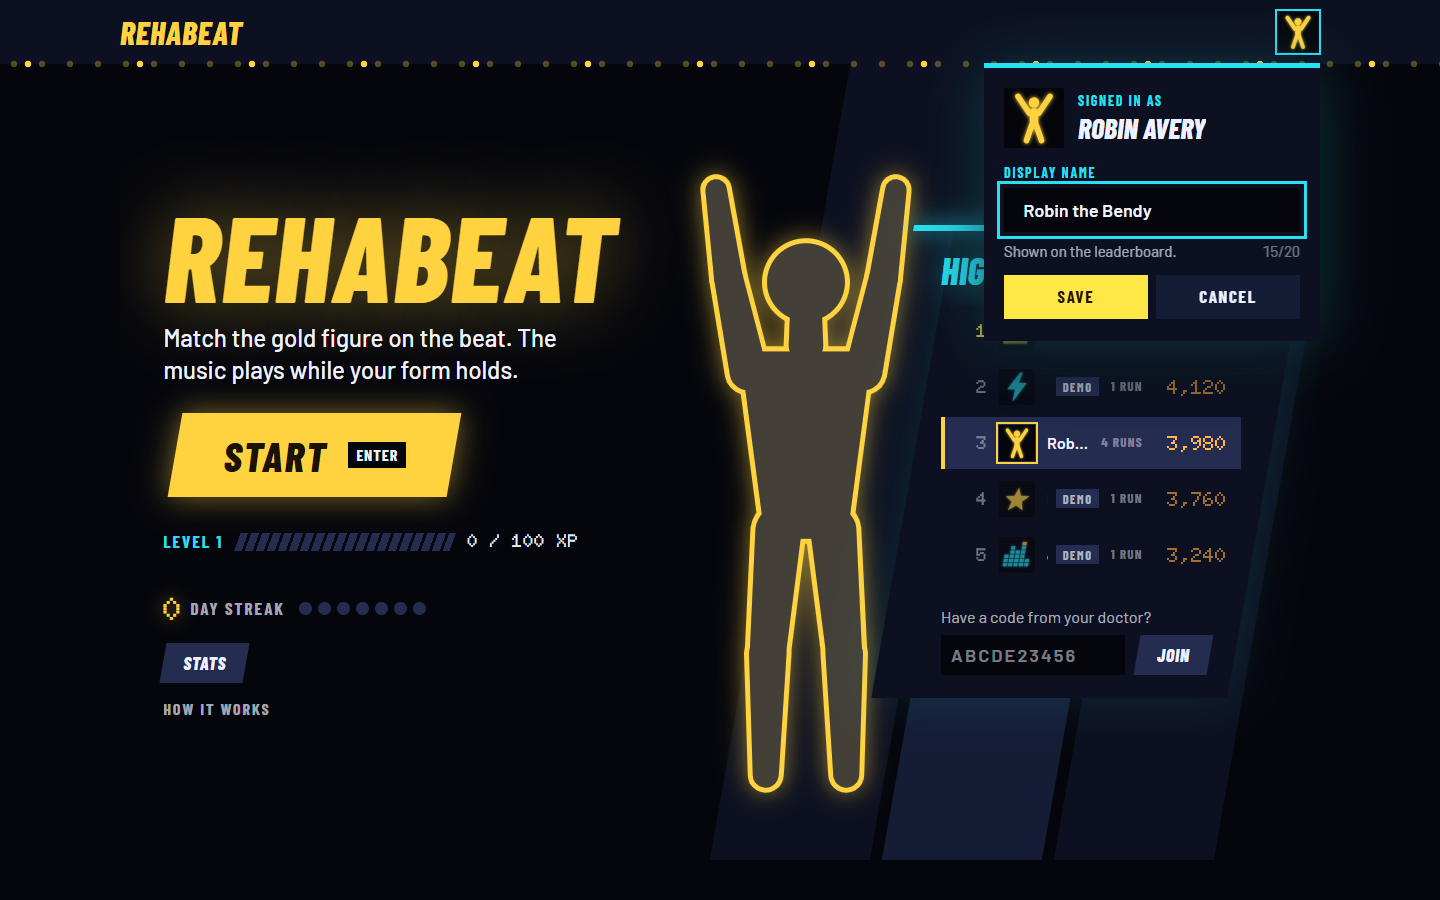 REHABEAT
SIGNED IN AS
ROBIN AVERY
DISPLAY NAME
Robin the Bendy
Shown on the leaderboard. 15/20
SAVE CANCEL
REHABEAT
Match the gold figure on the beat. The
music plays while your form holds.
START ENTER
LEVEL 1 0 / 100 XP
0 DAY STREAK
STATS
HOW IT WORKS
HIG
1
2 DEMO 1 RUN 4,120
3 Rob... 4 RUNS 3,980
4 DEMO 1 RUN 3,760
5 DEMO 1 RUN 3,240
Have a code from your doctor?
ABCDE23456 JOIN